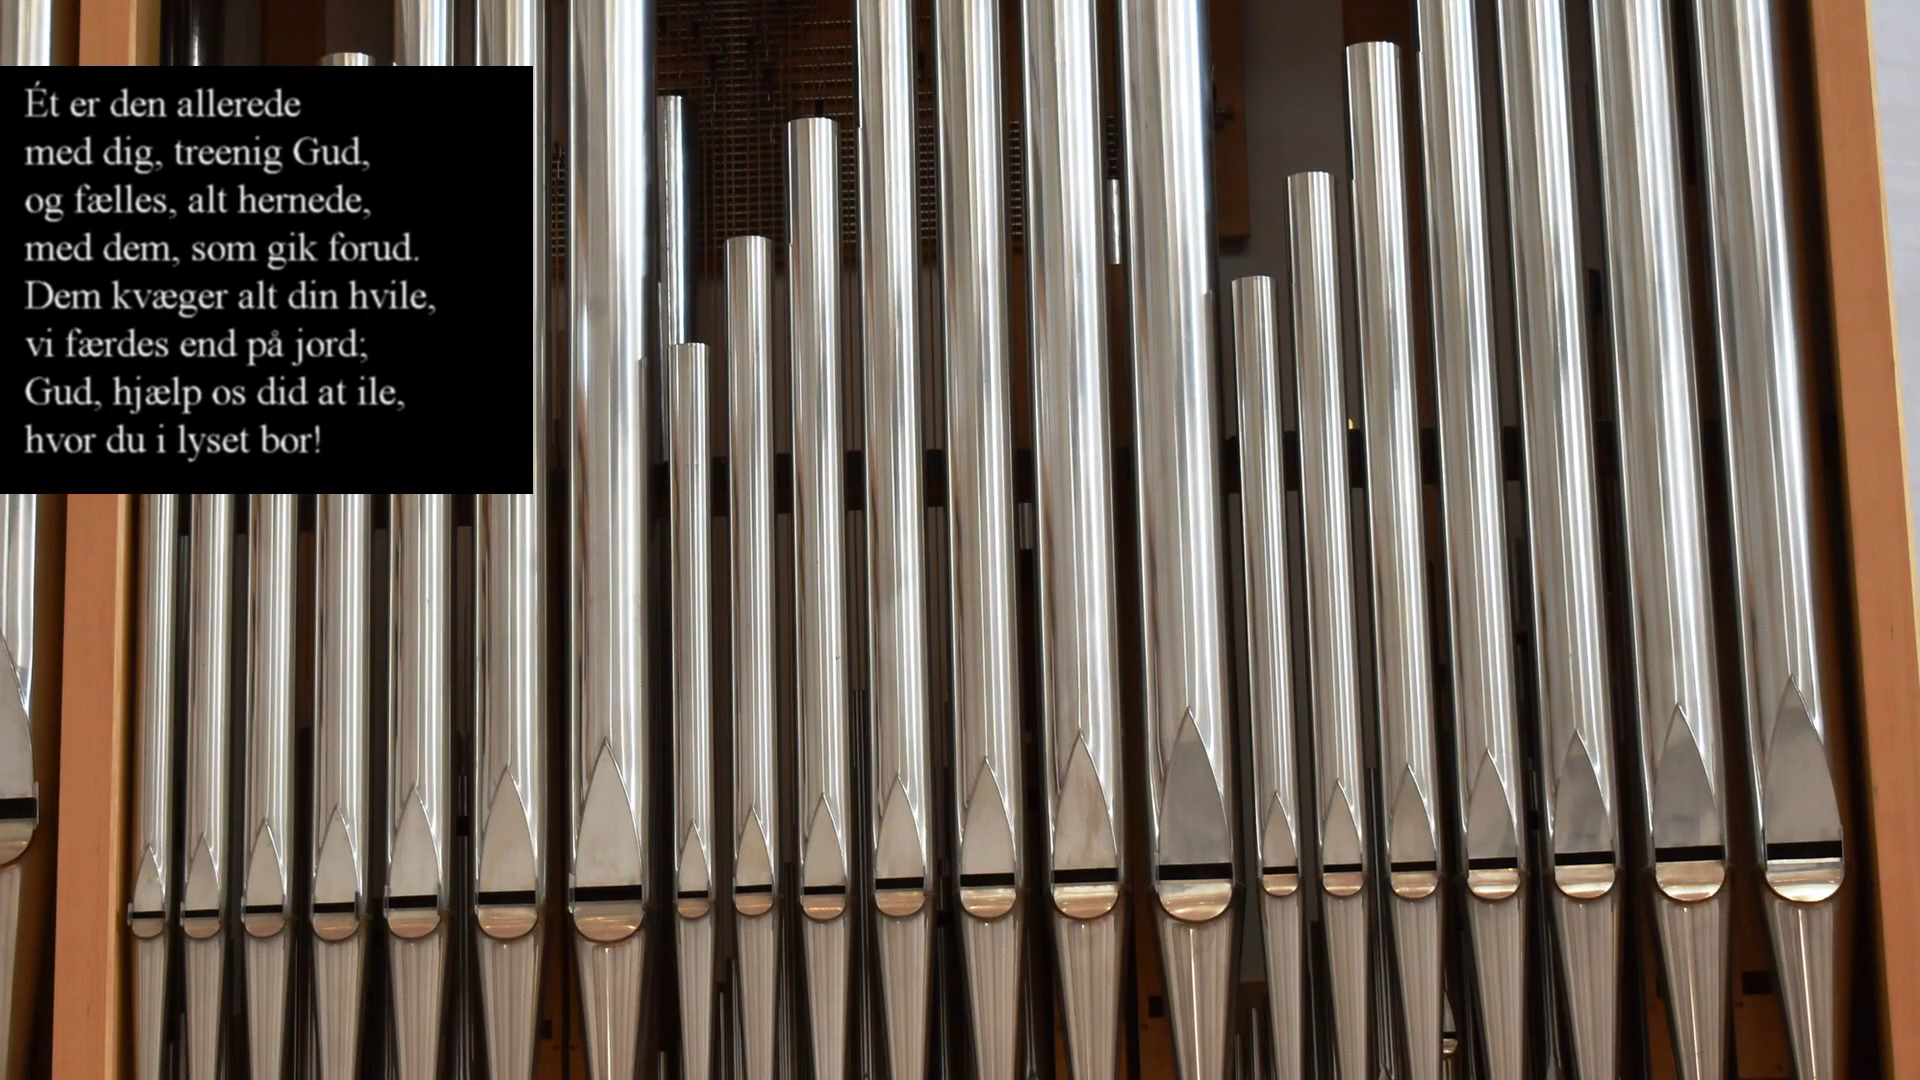 Ét er den allerede
med dig, treenig Gud,
og fælles, alt hernede,
med dem, som gik forud.
Dem kvæger alt din hvile,
vi færdes end på jord;
Gud, hjælp os did at ile,
hvor du i lyset bor!